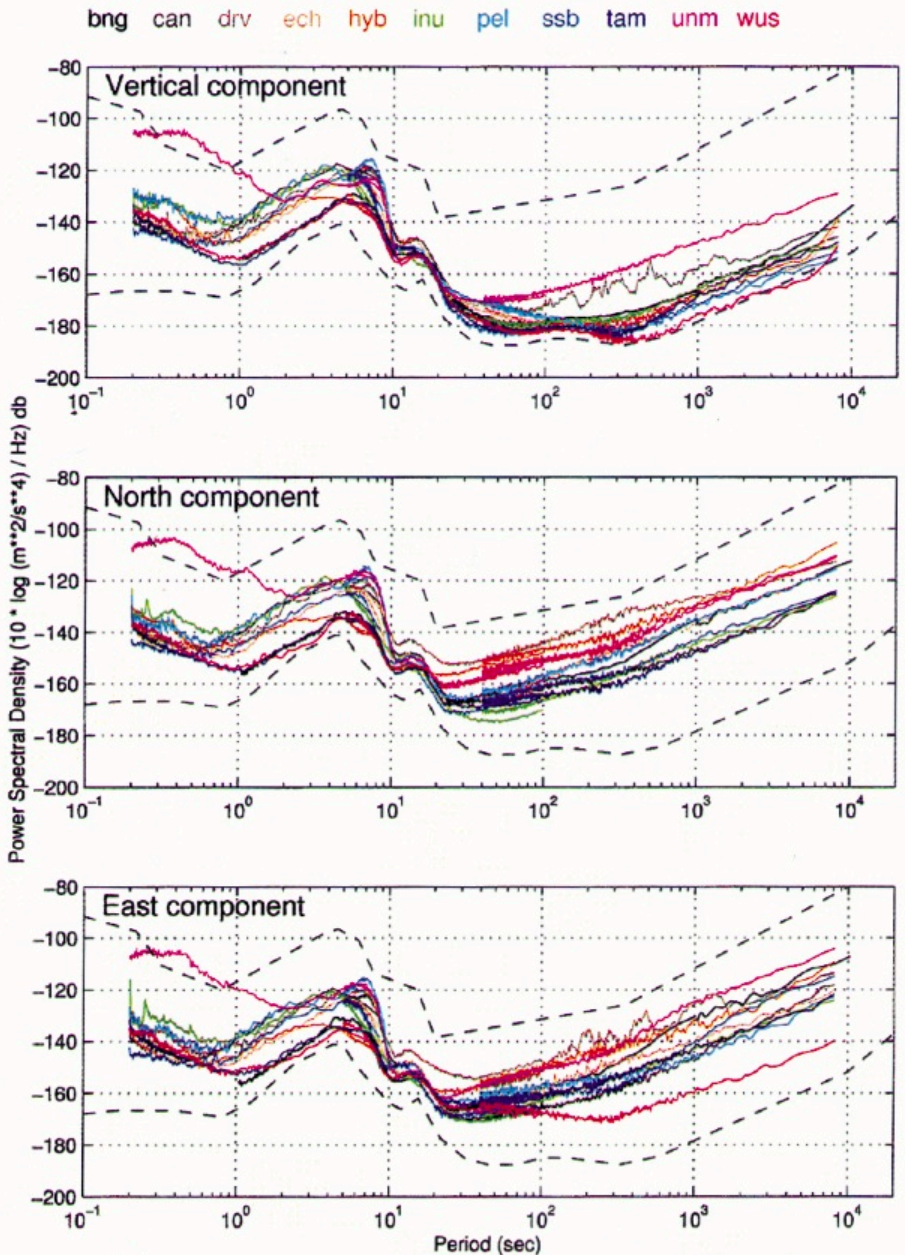 bng can drv ech hyb inu pel ssb tam unm wus
Vertical component
-80
-100
-120
-140
-160
-180
-200
10^-1 10^0 10^1 10^2 10^3 10^4
North component
-80
-100
-120
-140
-160
-180
-200
10^-1 10^0 10^1 10^2 10^3 10^4
Power Spectral Density (10 * log (m**2/s**4) / Hz) db
East component
-80
-100
-120
-140
-160
-180
-200
10^-1 10^0 10^1 10^2 10^3 10^4
Period (sec)